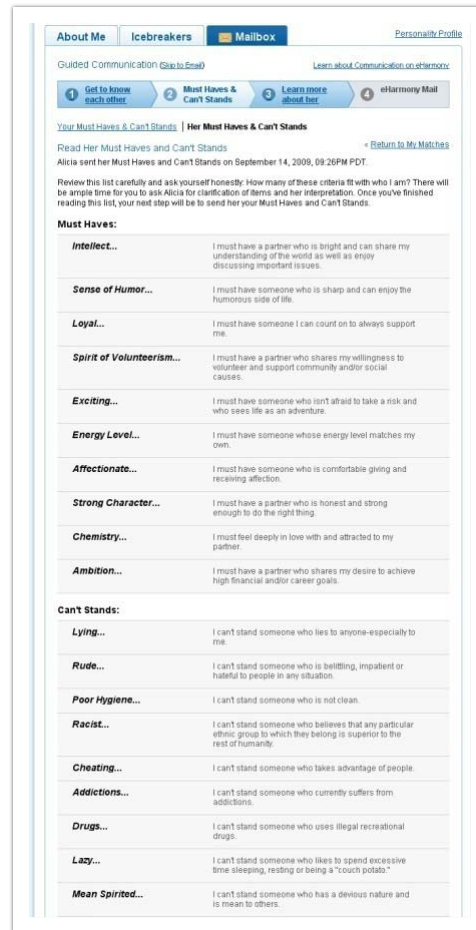 About Me Icebreakers Mailbox Personality Profile
Guided Communication (Skip to Email) Learn about Communication on eHarmony
1 Get to know each other 2 Must Haves & Can't Stands 3 Learn more about her 4 eHarmony Mail
Your Must Haves & Can't Stands | Her Must Haves & Can't Stands
Read Her Must Haves and Can't Stands « Return to My Matches
Alicia sent her Must Haves and Can't Stands on September 14, 2009, 09:26PM PDT.
Review this list carefully and ask yourself honestly: How many of these criteria fit with who I am? There will
be ample time for you to ask Alicia for clarification of items and her interpretation. Once you've finished
reading this list, your next step will be to send her your Must Haves and Can't Stands.
Must Haves:
Intellect... I must have a partner who is bright and can share my
understanding of the world as well as enjoy
discussing important issues.
Sense of Humor... I must have someone who is sharp and can enjoy the
humorous side of life.
Loyal... I must have someone I can count on to always support
me.
Spirit of Volunteerism... I must have a partner who shares my willingness to
volunteer and support community and/or social
causes.
Exciting... I must have someone who isn't afraid to take a risk and
who sees life as an adventure.
Energy Level... I must have someone whose energy level matches my
own.
Affectionate... I must have someone who is comfortable giving and
receiving affection.
Strong Character... I must have a partner who is honest and strong
enough to do the right thing.
Chemistry... I must feel deeply in love with and attracted to my
partner.
Ambition... I must have a partner who shares my desire to achieve
high financial and/or career goals.
Can't Stands:
Lying... I can't stand someone who lies to anyone-especially to
me.
Rude... I can't stand someone who is belittling, impatient or
hateful to people in any situation.
Poor Hygiene... I can't stand someone who is not clean.
Racist... I can't stand someone who believes that any particular
ethnic group to which they belong is superior to the
rest of humanity.
Cheating... I can't stand someone who takes advantage of people.
Addictions... I can't stand someone who currently suffers from
addictions.
Drugs... I can't stand someone who uses illegal recreational
drugs.
Lazy... I can't stand someone who likes to spend excessive
time sleeping, resting or being a "couch potato."
Mean Spirited... I can't stand someone who has a devious nature and
is mean to others.